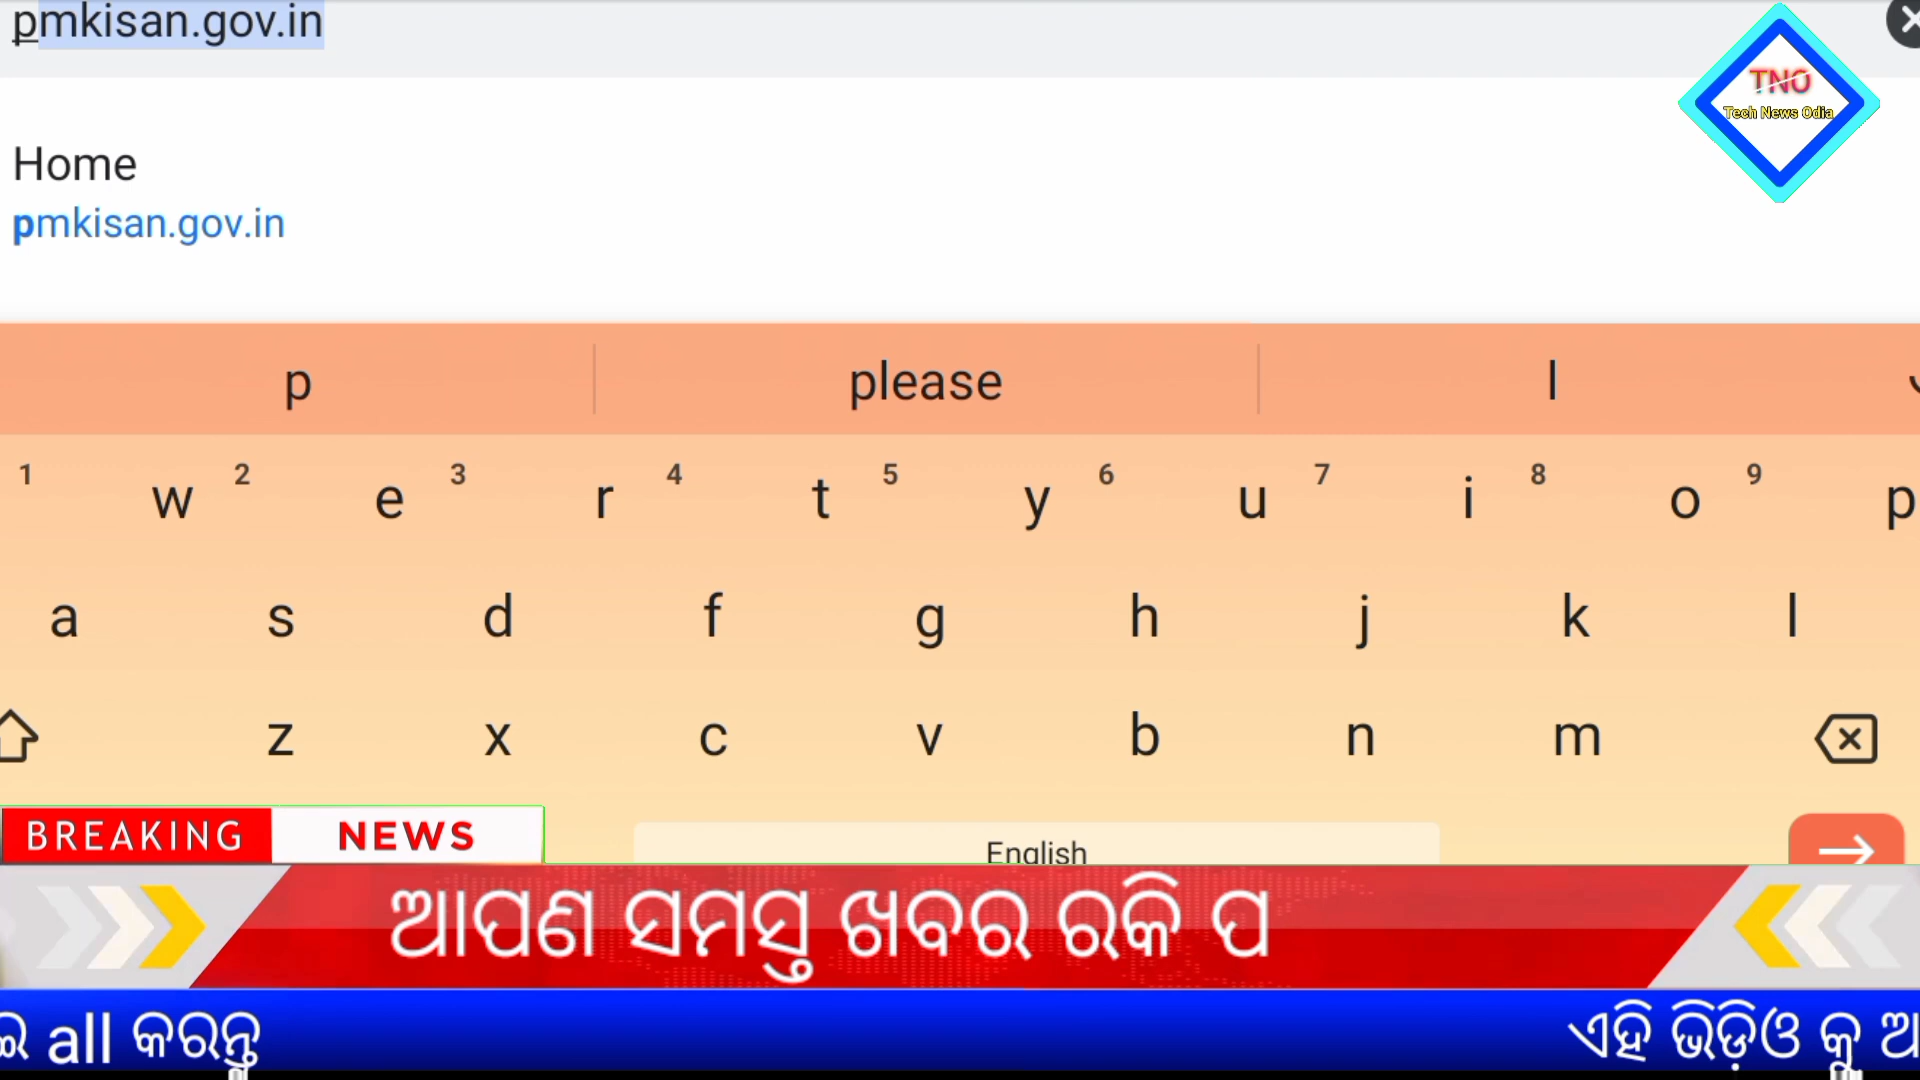 pmkisan.gov.in
TNO
Tech News Odia
Home
pmkisan.gov.in
p please l
1 2 3 4 5 6 7 8 9
w e r t y u i o p
a s d f g h j k l
z x c v b n m
English
BREAKING NEWS
ଆପଣ ସମସ୍ତ ଖବର ରକି ପ
ଇ all କରନ୍ତୁ ଏହି ଭିଡ଼ିଓ କୁ ଆ